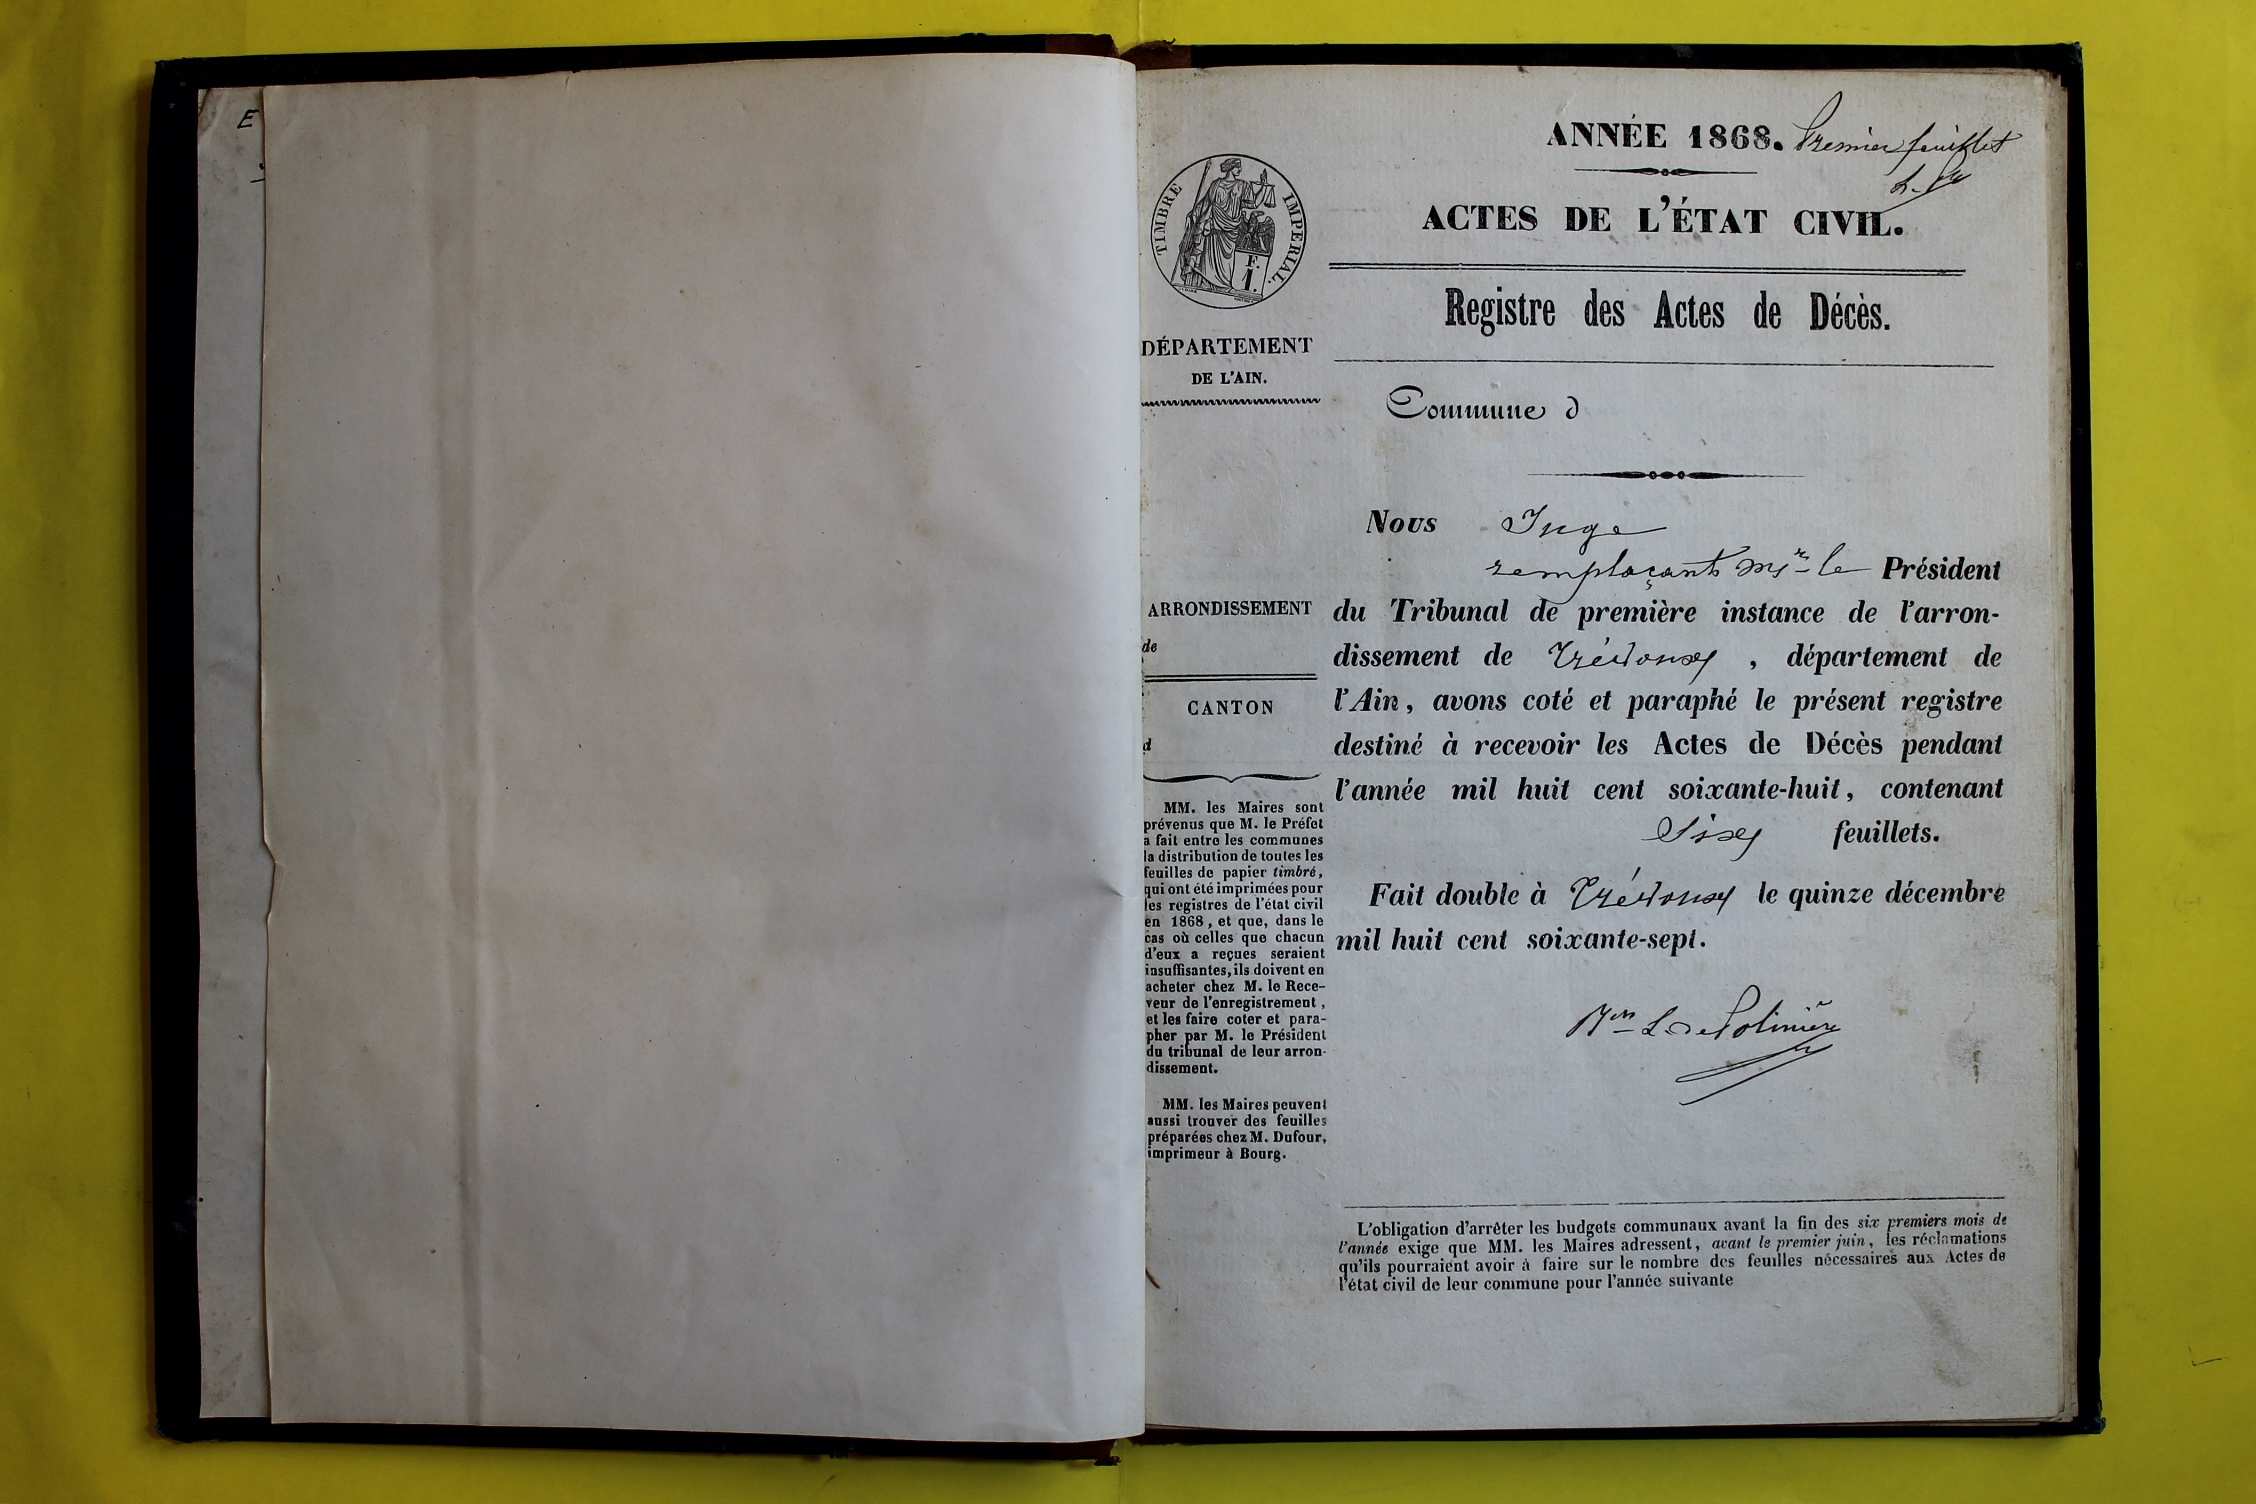 E
TIMBRE IMPERIAL.
F.
1.
DÉPARTEMENT
DE L'AIN.
ARRONDISSEMENT
de
CANTON
d
MM. les Maires sont
prévenus que M. le Préfet
a fait entre les communes
la distribution de toutes les
feuilles de papier timbré,
qui ont été imprimées pour
les registres de l'état civil
en 1868, et que, dans le
cas où celles que chacun
d'eux a reçues seraient
insuffisantes, ils doivent en
acheter chez M. le Rece-
veur de l'enregistrement,
et les faire coter et para-
pher par M. le Président
du tribunal de leur arron-
dissement.
MM. les Maires peuvent
aussi trouver des feuilles
préparées chez M. Dufour,
imprimeur à Bourg.
ANNÉE 1868. Premier feuillet
ACTES DE L'ÉTAT CIVIL.
Registre des Actes de Décès.
Commune d
Nous Juge
remplaçant Mr le Président
du Tribunal de première instance de l'arron-
dissement de Trévoux, département de
l'Ain, avons coté et paraphé le présent registre
destiné à recevoir les Actes de Décès pendant
l'année mil huit cent soixante-huit, contenant
Six feuillets.
Fait double à Trévoux le quinze décembre
mil huit cent soixante-sept.
L'obligation d'arrêter les budgets communaux avant la fin des six premiers mois de
l'année exige que MM. les Maires adressent, avant le premier juin, les réclamations
qu'ils pourraient avoir à faire sur le nombre des feuilles nécessaires aux Actes de
l'état civil de leur commune pour l'année suivante